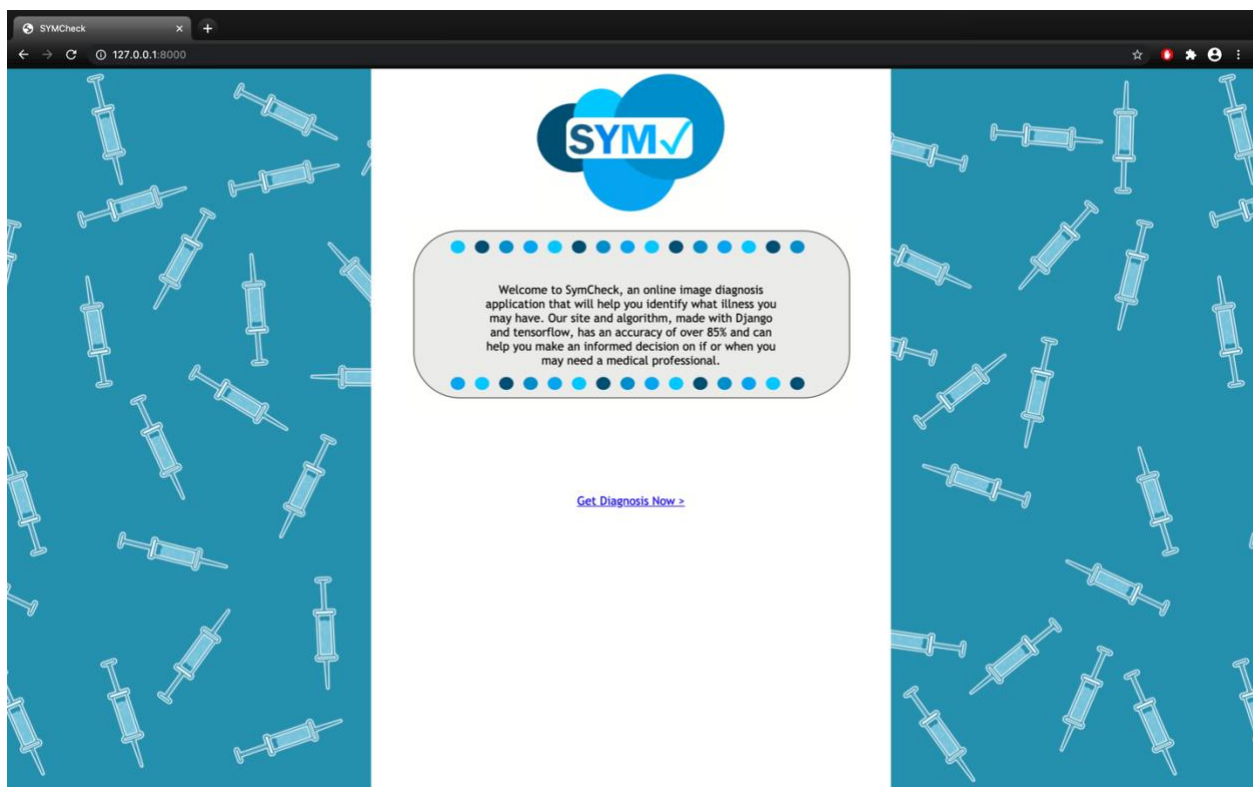 SYMCheck
127.0.0.1:8000
SYM
Welcome to SymCheck, an online image diagnosis
application that will help you identify what illness you
may have. Our site and algorithm, made with Django
and tensorflow, has an accuracy of over 85% and can
help you make an informed decision on if or when you
may need a medical professional.
Get Diagnosis Now >